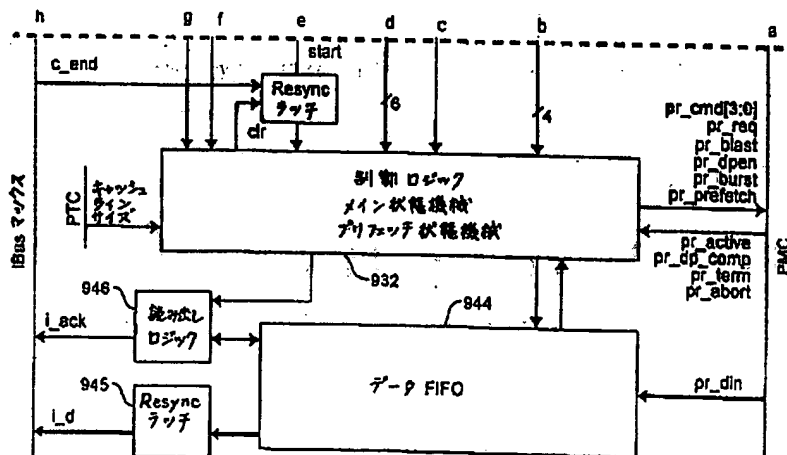 h g f e d c b a
start
c_end
Resync
ラッチ
clr
6
4
pr_cmd[3:0]
pr_req
pr_blast
pr_dpen
pr_burst
pr_prefetch
制御ロジック
メイン状態機械
プリフェッチ状態機械
PTC
キャッシュ
ライン
サイズ
IBus マックス
pr_active
pr_dp_comp
pr_term
pr_abort
PMC
932
946
読み出し
ロジック
i_ack
944
データ FIFO
pr_din
945
Resync
ラッチ
i_d